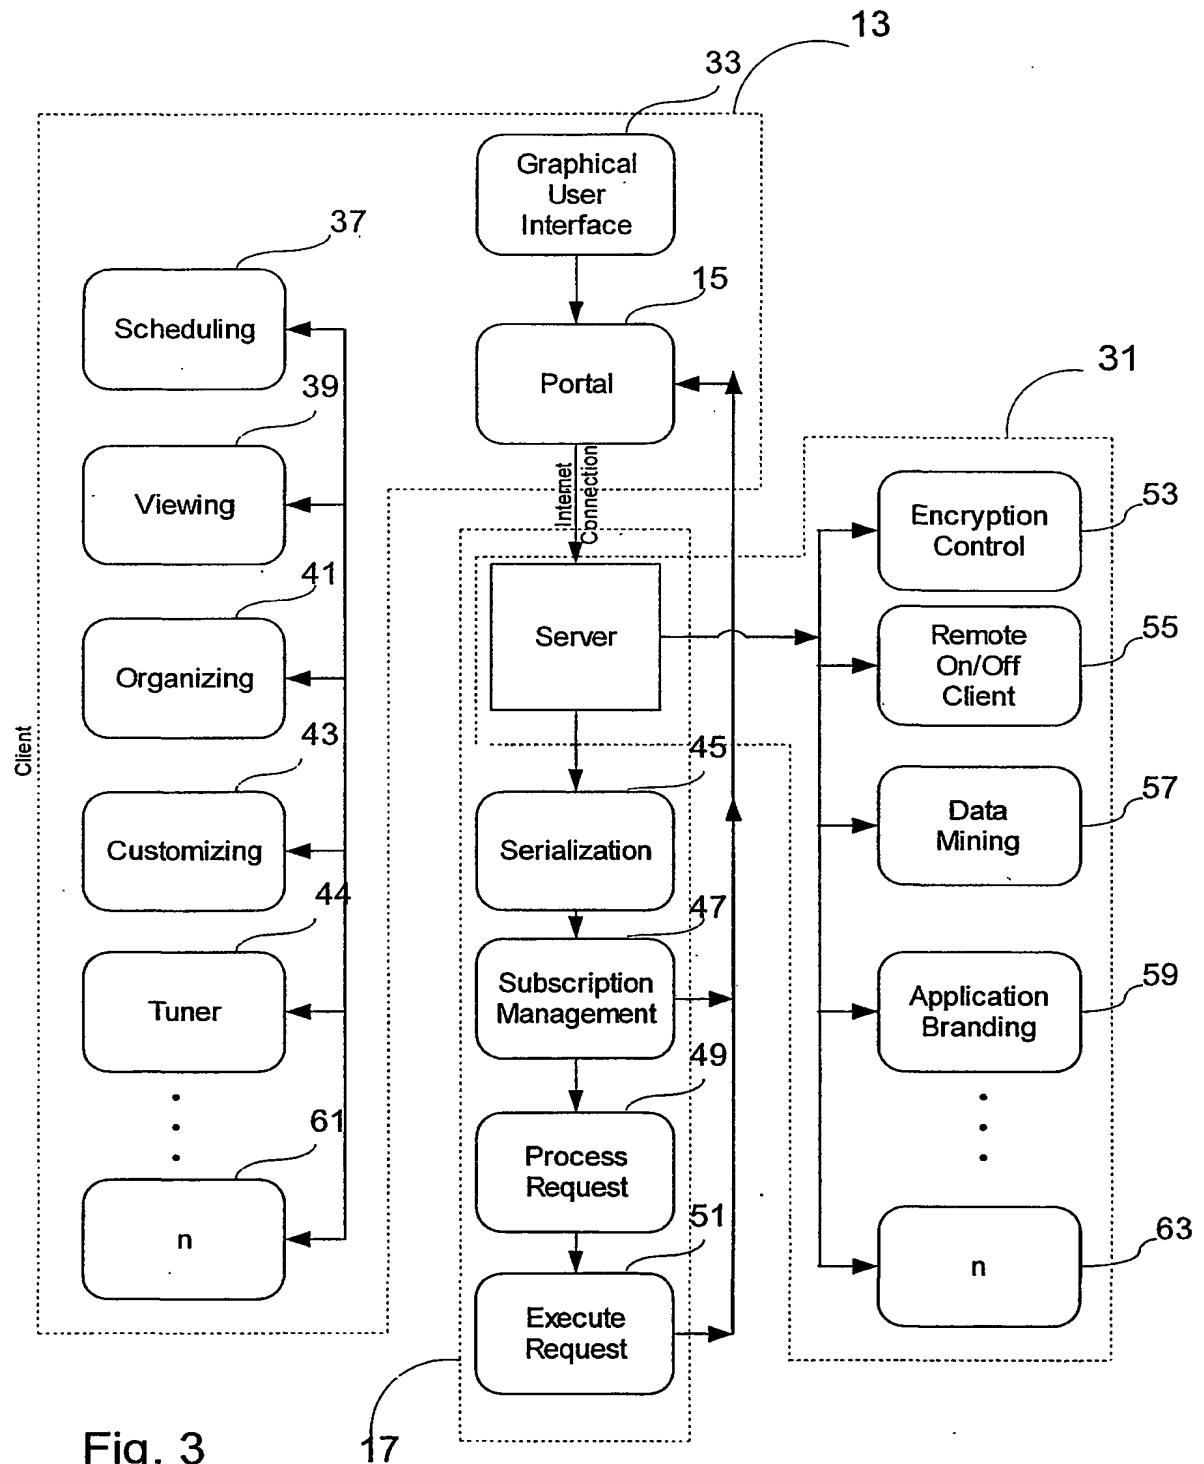 13
33
Graphical
User
Interface
37
15
Scheduling
Portal
31
39
Internet
Connection
53
Encryption
Control
Viewing
41
Server
55
Remote
On/Off
Client
Organizing
43
Client
45
57
Data
Mining
Customizing
Serialization
44
47
59
Subscription
Management
Application
Branding
Tuner
49
61
Process
Request
51
n
63
n
Execute
Request
Fig. 3
17